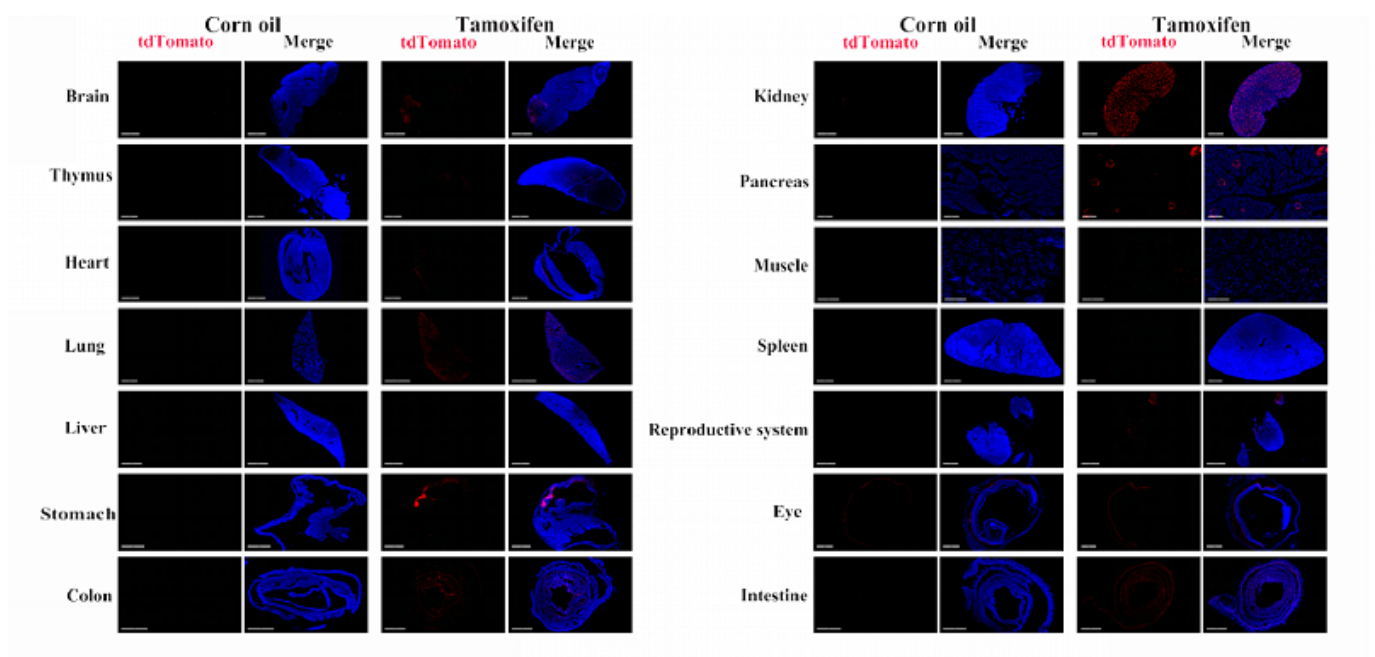 Corn oil Tamoxifen
tdTomato Merge tdTomato Merge
Brain
Thymus
Heart
Lung
Liver
Stomach
Colon
Corn oil Tamoxifen
tdTomato Merge tdTomato Merge
Kidney
Pancreas
Muscle
Spleen
Reproductive system
Eye
Intestine